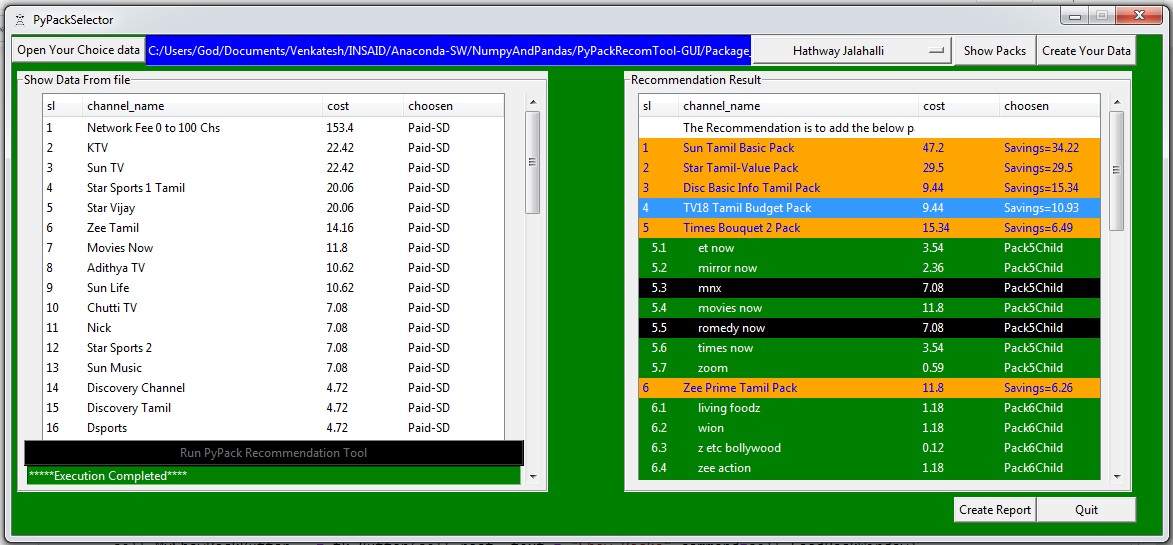 PyPackSelector
Open Your Choice data C:/Users/God/Documents/Venkatesh/INSAID/Anaconda-SW/NumpyAndPandas/PyPackRecomTool-GUI/Package_ Hathway Jalahalli Show Packs Create Your Data
Show Data From file
sl channel_name cost choosen
1 Network Fee 0 to 100 Chs 153.4 Paid-SD
2 KTV 22.42 Paid-SD
3 Sun TV 22.42 Paid-SD
4 Star Sports 1 Tamil 20.06 Paid-SD
5 Star Vijay 20.06 Paid-SD
6 Zee Tamil 14.16 Paid-SD
7 Movies Now 11.8 Paid-SD
8 Adithya TV 10.62 Paid-SD
9 Sun Life 10.62 Paid-SD
10 Chutti TV 7.08 Paid-SD
11 Nick 7.08 Paid-SD
12 Star Sports 2 7.08 Paid-SD
13 Sun Music 7.08 Paid-SD
14 Discovery Channel 4.72 Paid-SD
15 Discovery Tamil 4.72 Paid-SD
16 Dsports 4.72 Paid-SD
Run PyPack Recommendation Tool
*****Execution Completed****
Recommendation Result
sl channel_name cost choosen
The Recommendation is to add the below p
1 Sun Tamil Basic Pack 47.2 Savings=34.22
2 Star Tamil-Value Pack 29.5 Savings=29.5
3 Disc Basic Info Tamil Pack 9.44 Savings=15.34
4 TV18 Tamil Budget Pack 9.44 Savings=10.93
5 Times Bouquet 2 Pack 15.34 Savings=6.49
5.1 et now 3.54 Pack5Child
5.2 mirror now 2.36 Pack5Child
5.3 mnx 7.08 Pack5Child
5.4 movies now 11.8 Pack5Child
5.5 romedy now 7.08 Pack5Child
5.6 times now 3.54 Pack5Child
5.7 zoom 0.59 Pack5Child
6 Zee Prime Tamil Pack 11.8 Savings=6.26
6.1 living foodz 1.18 Pack6Child
6.2 wion 1.18 Pack6Child
6.3 z etc bollywood 0.12 Pack6Child
6.4 zee action 1.18 Pack6Child
Create Report Quit